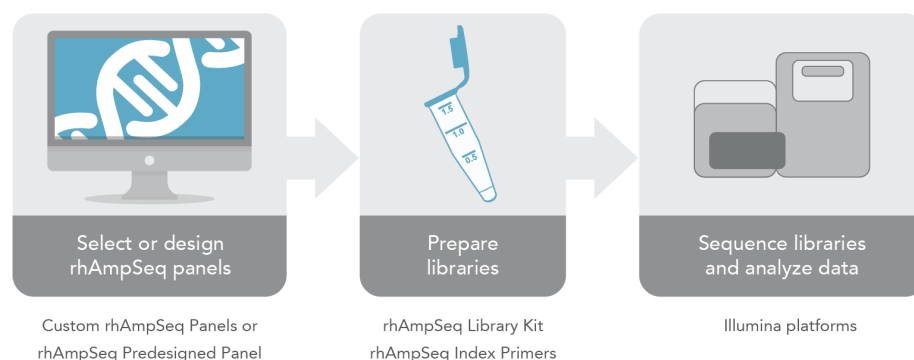 1.5
1.0
0.5
Select or design
rhAmpSeq panels
Prepare
libraries
Sequence libraries
and analyze data
Custom rhAmpSeq Panels or
rhAmpSeq Predesigned Panel
rhAmpSeq Library Kit
rhAmpSeq Index Primers
Illumina platforms